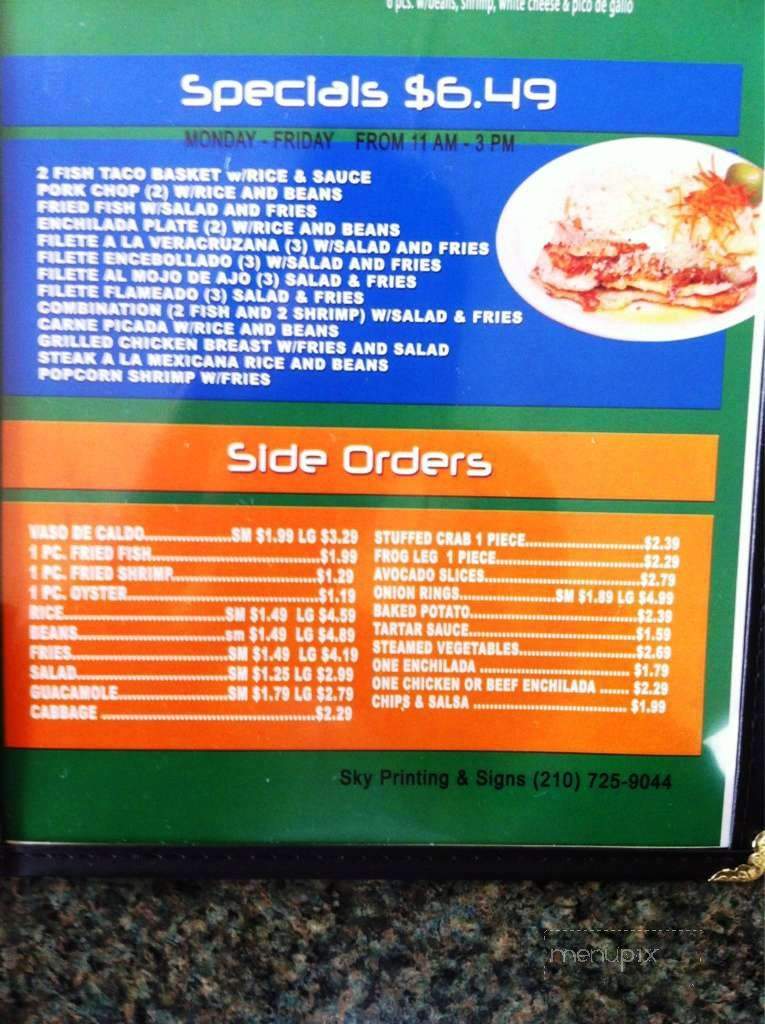 6 pcs. w/beans, shrimp, white cheese & pico de gallo
Specials $6.49
MONDAY - FRIDAY FROM 11 AM - 3 PM
2 FISH TACO BASKET w/RICE & SAUCE
PORK CHOP (2) W/RICE AND BEANS
FRIED FISH W/SALAD AND FRIES
ENCHILADA PLATE (2) W/RICE AND BEANS
FILETE A LA VERACRUZANA (3) W/SALAD AND FRIES
FILETE ENCEBOLLADO (3) W/SALAD AND FRIES
FILETE AL MOJO DE AJO (3) SALAD & FRIES
FILETE FLAMEADO (3) SALAD & FRIES
COMBINATION (2 FISH AND 2 SHRIMP) W/SALAD & FRIES
CARNE PICADA W/RICE AND BEANS
GRILLED CHICKEN BREAST W/FRIES AND SALAD
STEAK A LA MEXICANA RICE AND BEANS
POPCORN SHRIMP W/FRIES
Side Orders
VASO DE CALDO....................SM $1.99 LG $3.29
1 PC. FRIED FISH.......................................$1.99
1 PC. FRIED SHRIMP.................................$1.29
1 PC. OYSTER............................................$1.19
RICE......................................SM $1.49 LG $4.59
BEANS...................................sm $1.49 LG $4.89
FRIES....................................SM $1.49 LG $4.19
SALAD...................................SM $1.25 LG $2.99
GUACAMOLE..........................SM $1.79 LG $2.79
CABBAGE ..................................................$2.29
STUFFED CRAB 1 PIECE............................$2.39
FROG LEG 1 PIECE...................................$2.29
AVOCADO SLICES.....................................$2.79
ONION RINGS.......................SM $1.89 LG $4.99
BAKED POTATO........................................$2.39
TARTAR SAUCE........................................$1.59
STEAMED VEGETABLES............................$2.69
ONE ENCHILADA ................................... $1.79
ONE CHICKEN OR BEEF ENCHILADA ....... $2.29
CHIPS & SALSA .................................... $1.99
Sky Printing & Signs (210) 725-9044
menupix